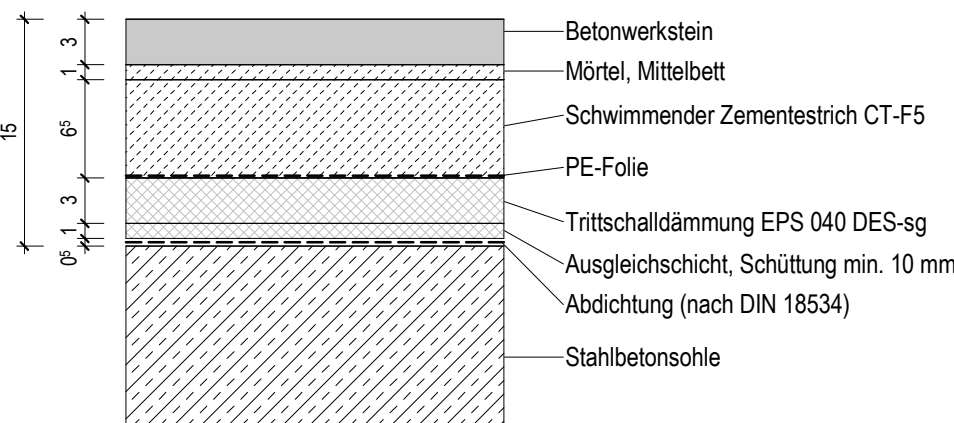 Betonwerkstein
Mörtel, Mittelbett
Schwimmender Zementestrich CT-F5
PE-Folie
Trittschalldämmung EPS 040 DES-sg
Ausgleichschicht, Schüttung min. 10 mm
Abdichtung (nach DIN 18534)
Stahlbetonsohle
15
3
1
6⁵
3
1
0⁵